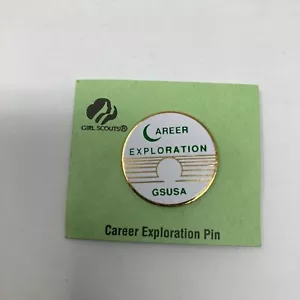 GIRL SCOUTS®
CAREER
EXPLORATION
GSUSA
Career Exploration Pin